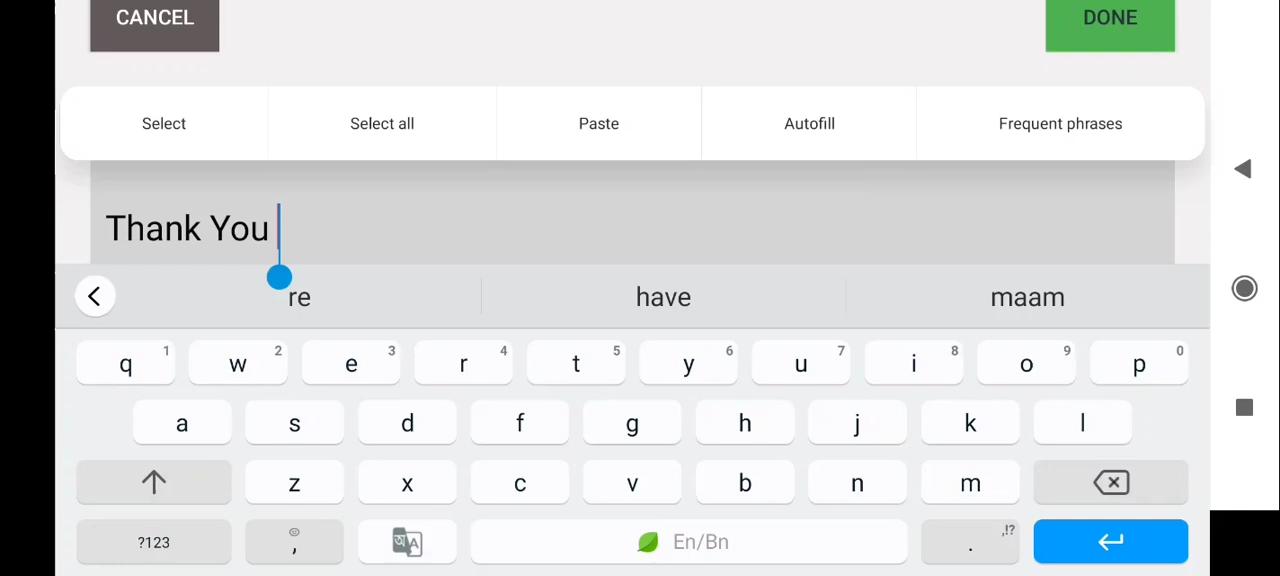 CANCEL DONE
Select Select all Paste Autofill Frequent phrases
Thank You
re have maam
q 1 w 2 e 3 r 4 t 5 y 6 u 7 i 8 o 9 p 0
a s d f g h j k l
z x c v b n m
?123 , En/Bn . ,!?